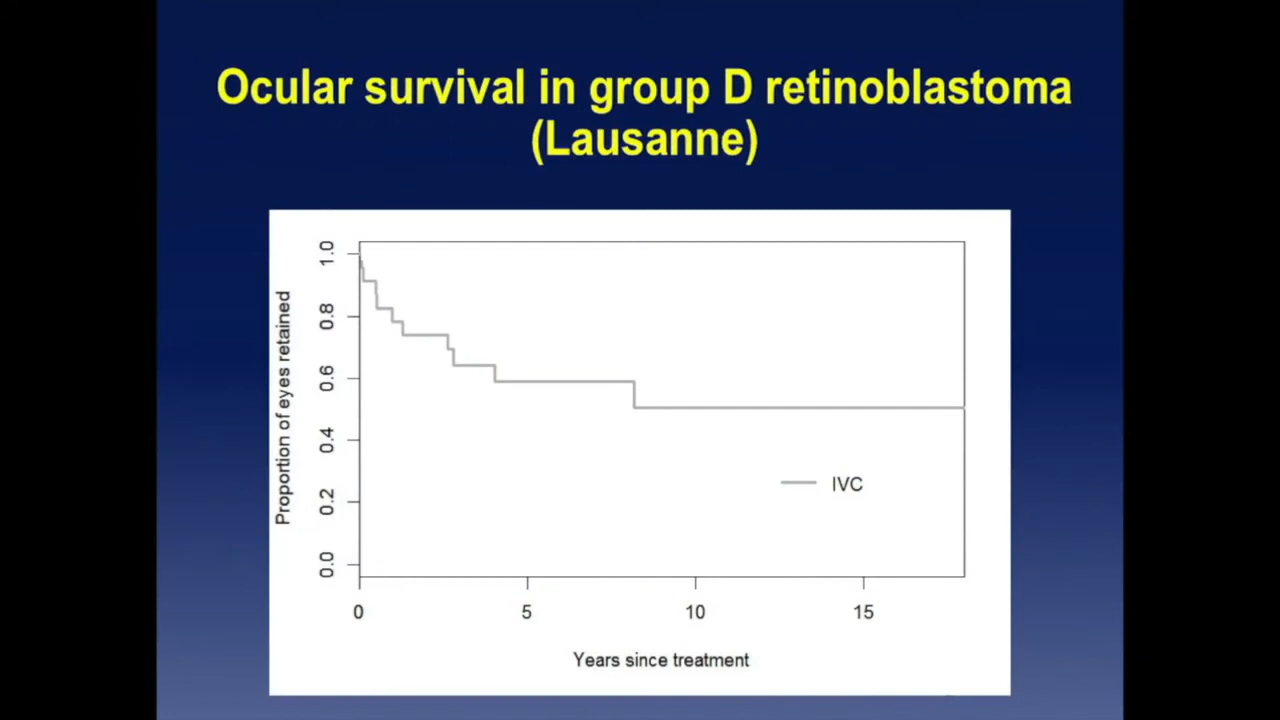 Ocular survival in group D retinoblastoma
(Lausanne)
Proportion of eyes retained
1.0
0.8
0.6
0.4
0.2
0.0
IVC
0 5 10 15
Years since treatment